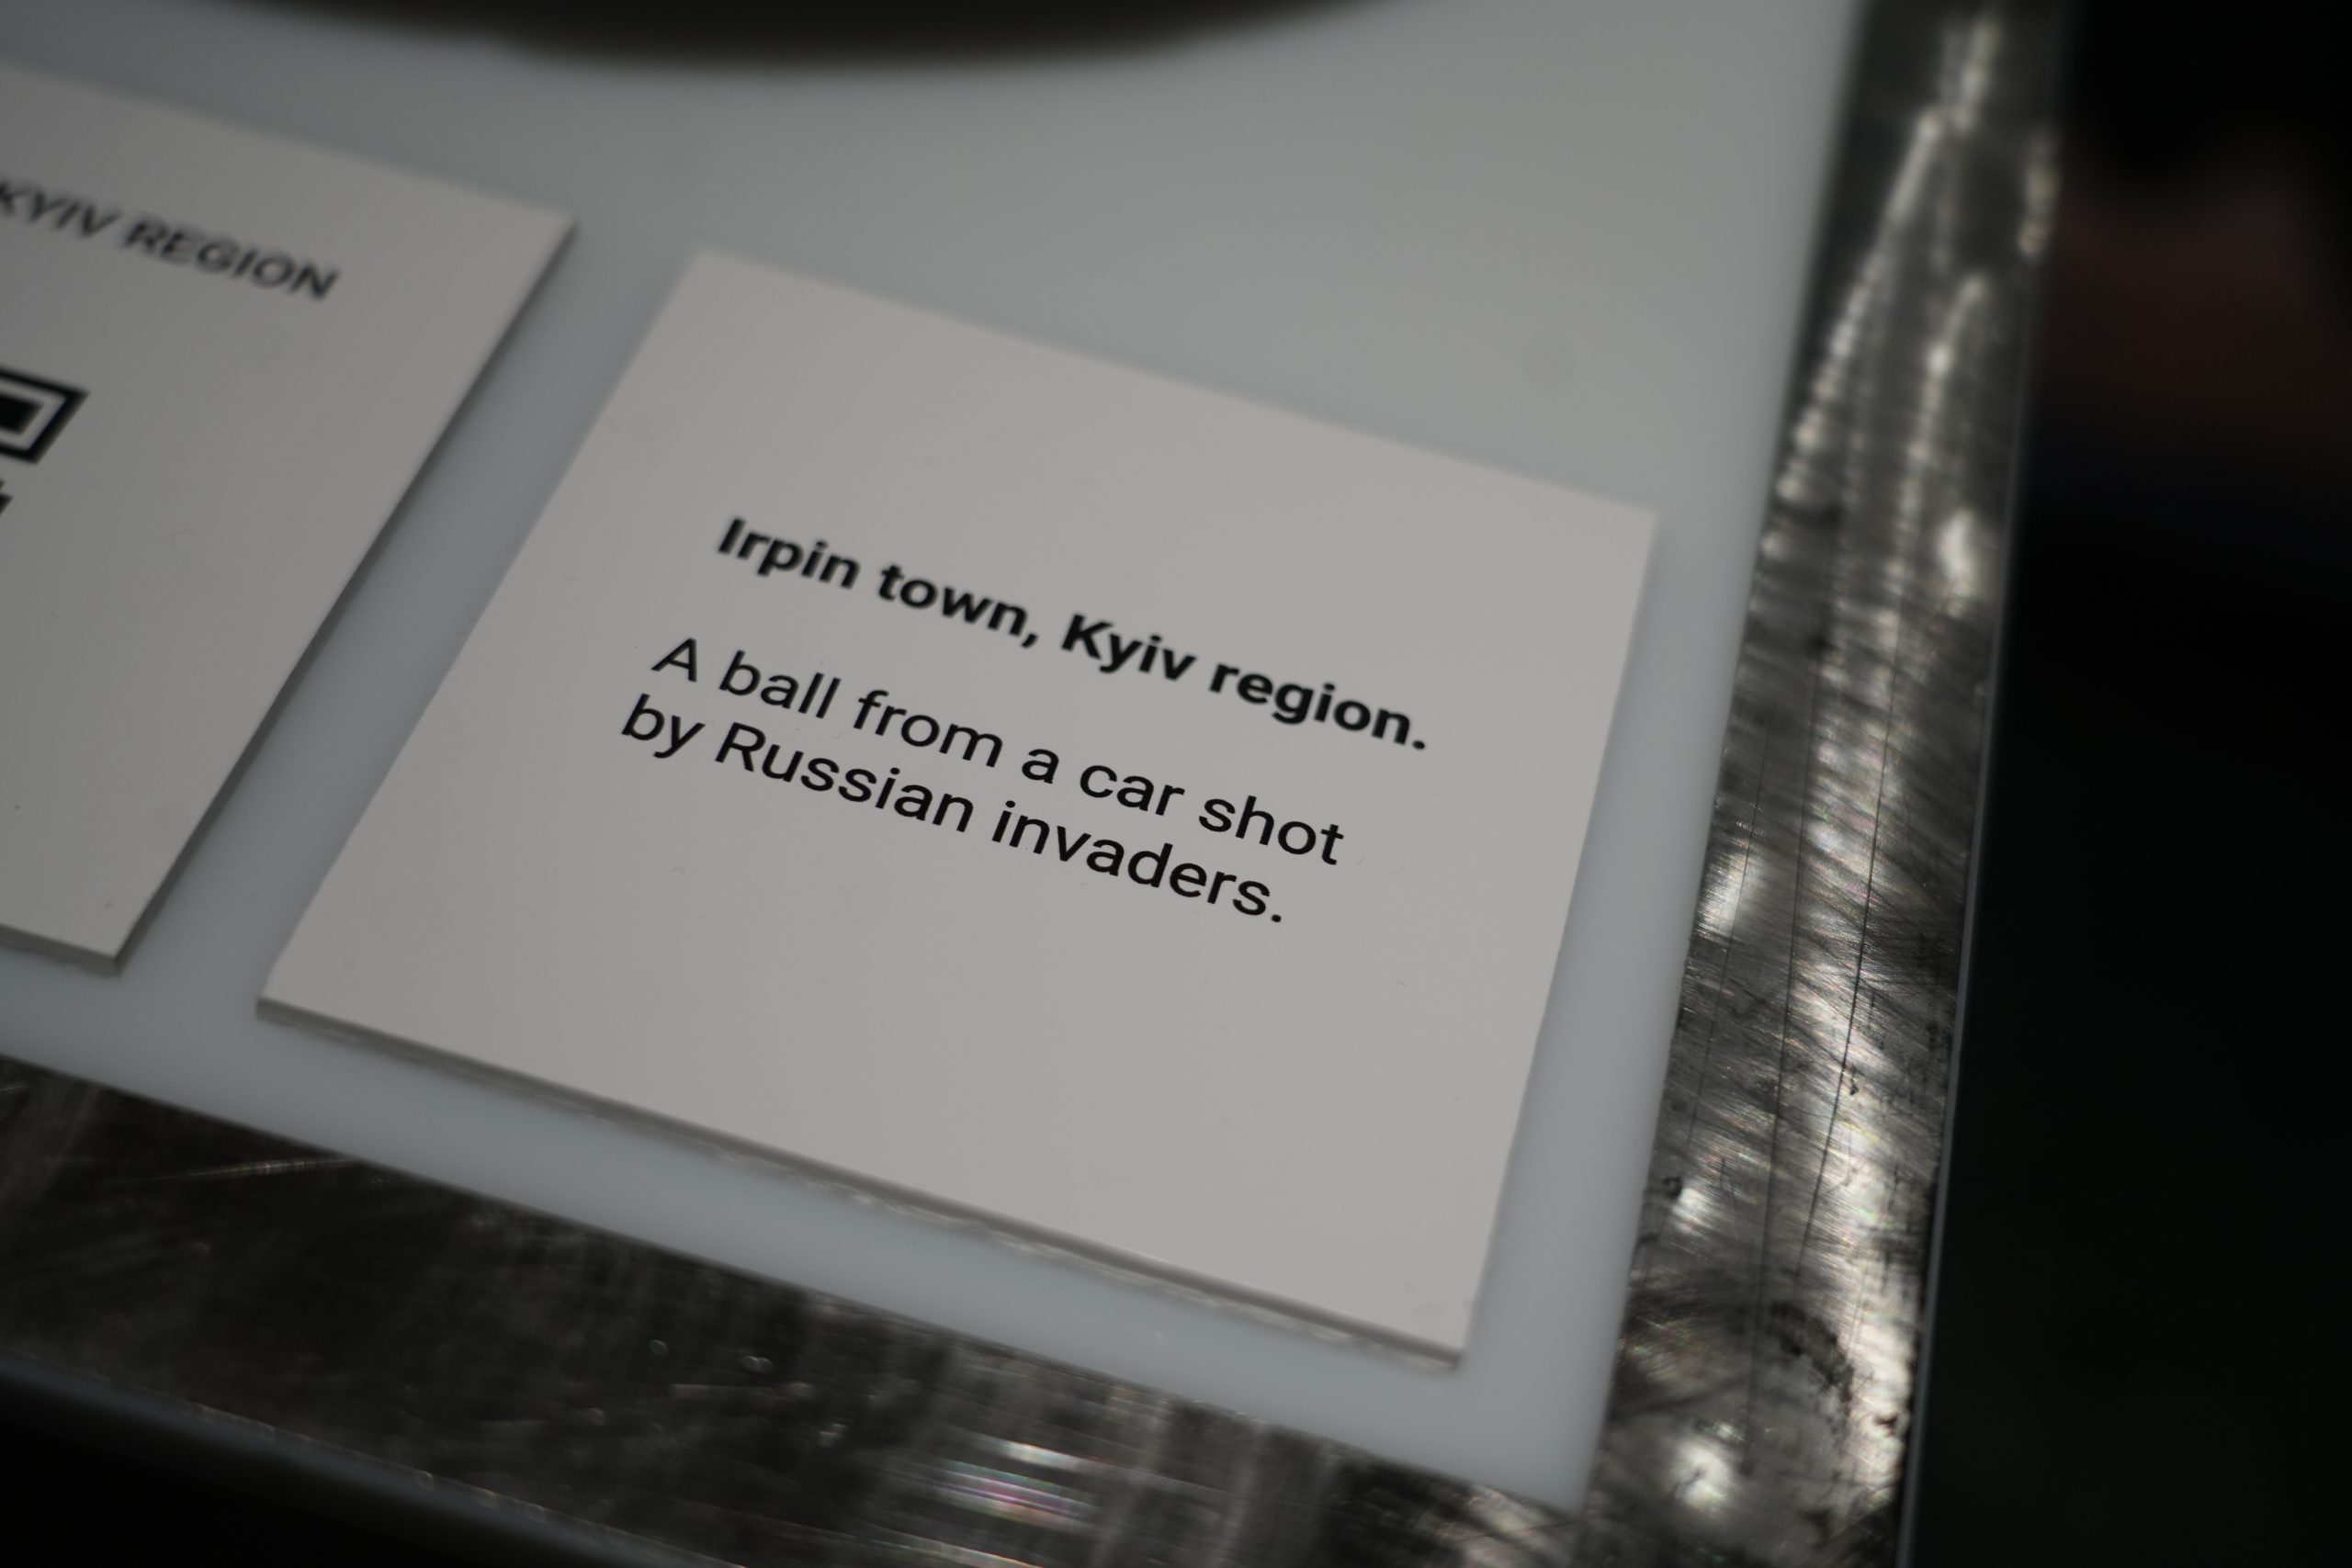 KYIV REGION
Irpin town, Kyiv region.
A ball from a car shot
by Russian invaders.